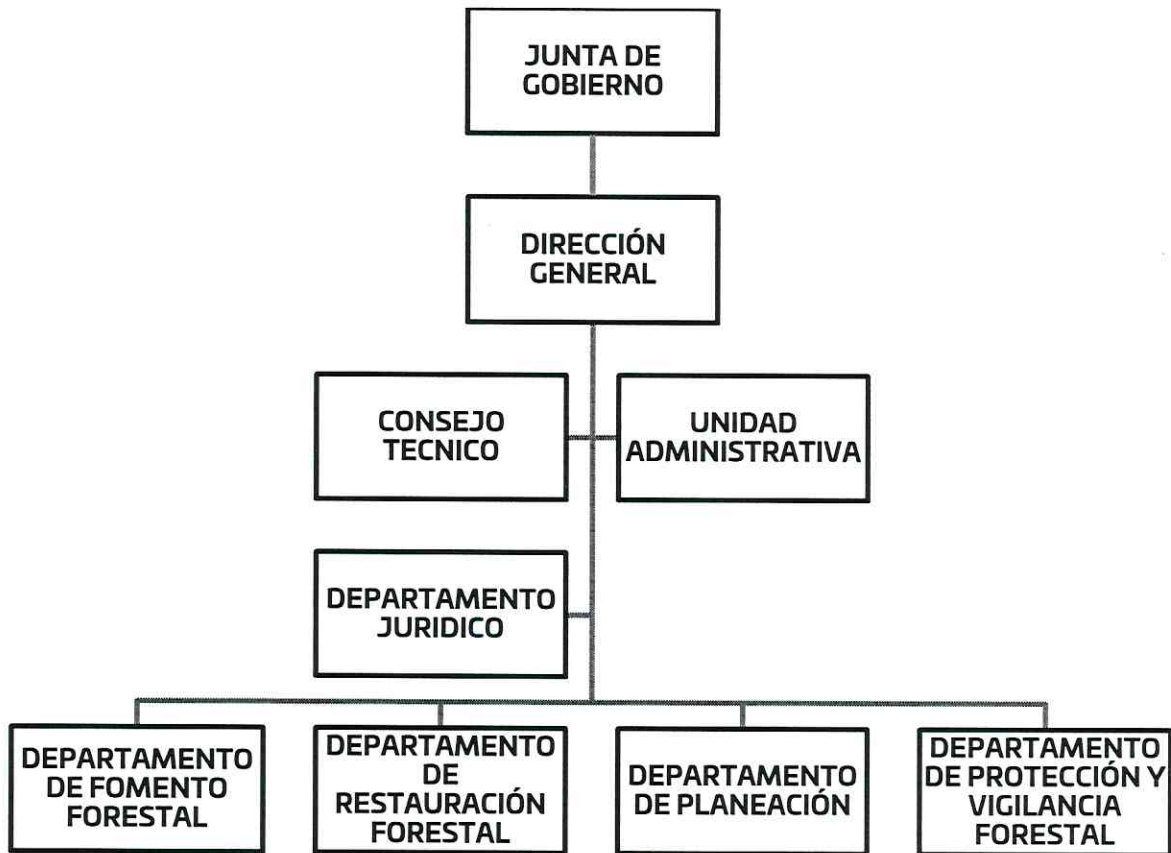 JUNTA DE
GOBIERNO
DIRECCIÓN
GENERAL
CONSEJO
TECNICO
UNIDAD
ADMINISTRATIVA
DEPARTAMENTO
JURIDICO
DEPARTAMENTO
DE FOMENTO
FORESTAL
DEPARTAMENTO
DE
RESTAURACIÓN
FORESTAL
DEPARTAMENTO
DE PLANEACIÓN
DEPARTAMENTO
DE PROTECCIÓN Y
VIGILANCIA
FORESTAL